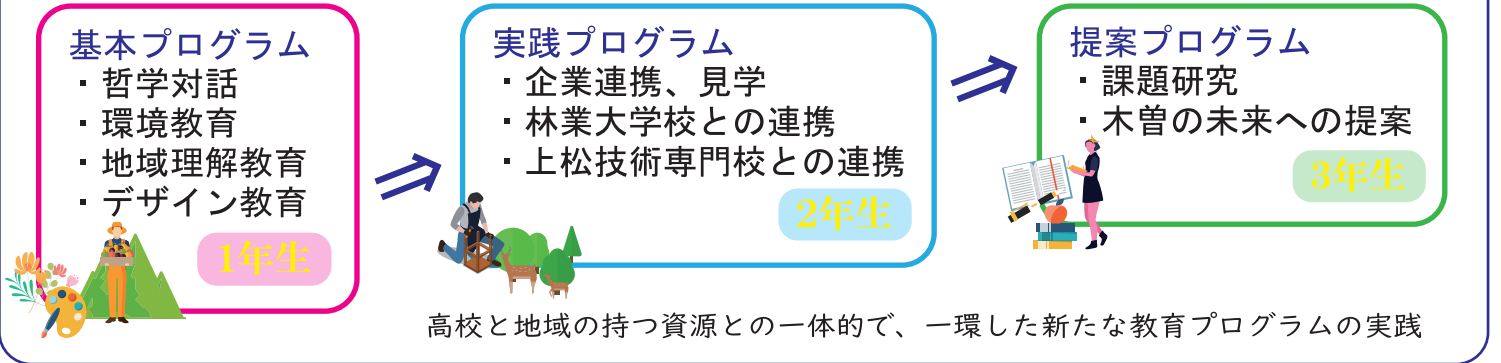 基本プログラム
・哲学対話
・環境教育
・地域理解教育
・デザイン教育
1年生
実践プログラム
・企業連携、見学
・林業大学校との連携
・上松技術専門校との連携
2年生
提案プログラム
・課題研究
・木曽の未来への提案
3年生
高校と地域の持つ資源との一体的で、一環した新たな教育プログラムの実践